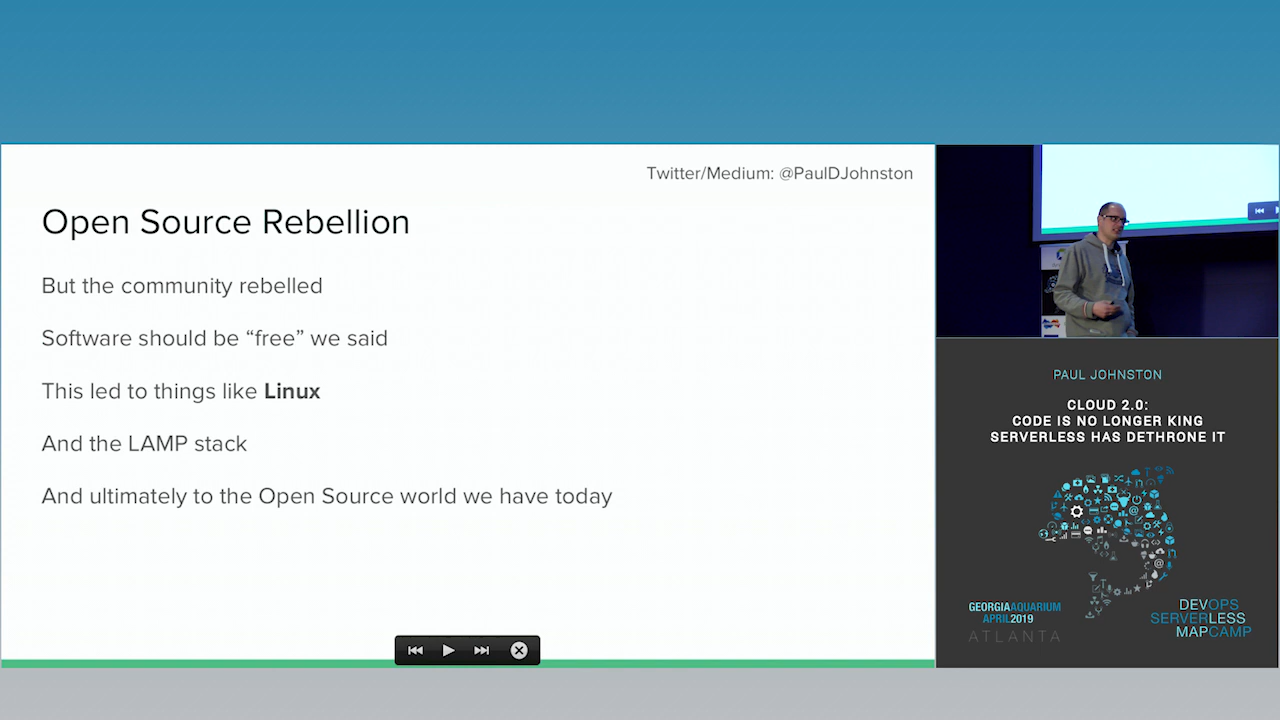 Twitter/Medium: @PaulDJohnston
Open Source Rebellion
But the community rebelled
Software should be “free” we said
This led to things like Linux
And the LAMP stack
And ultimately to the Open Source world we have today
PAUL JOHNSTON
CLOUD 2.0:
CODE IS NO LONGER KING
SERVERLESS HAS DETHRONE IT
GEORGIAAQUARIUM
APRIL2019
ATLANTA
DEVOPS
SERVERLESS
MAPCAMP